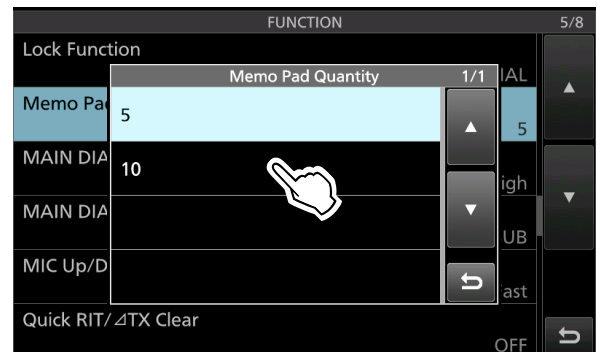 FUNCTION 5/8
Lock Function
IAL
Memo Pad Quantity 1/1
Memo Pa
5
5
10
MAIN DIA
igh
MAIN DIA
UB
MIC Up/D
ast
Quick RIT/⊿TX Clear
OFF